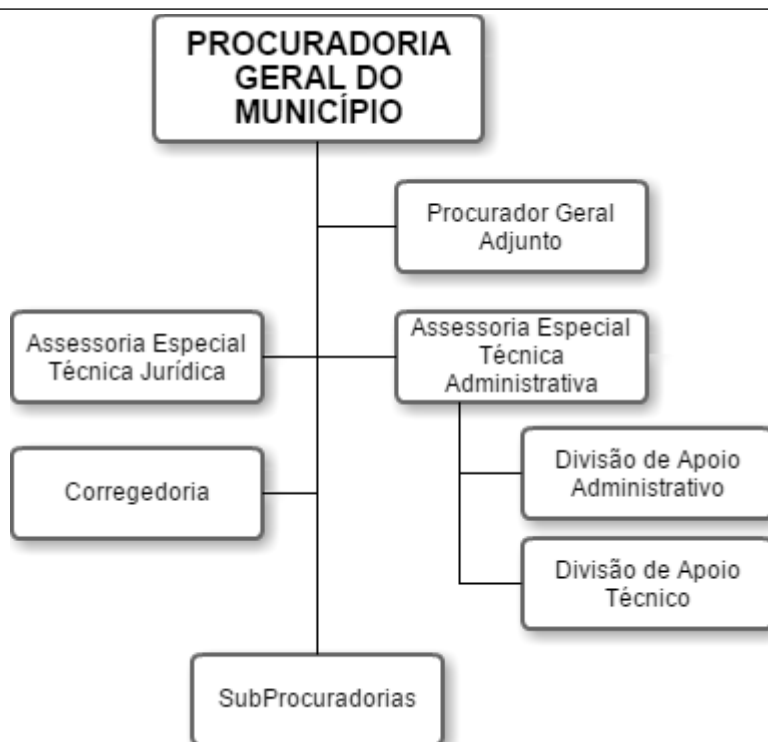 PROCURADORIA
GERAL DO
MUNICÍPIO
Procurador Geral
Adjunto
Assessoria Especial
Técnica Jurídica
Assessoria Especial
Técnica
Administrativa
Corregedoria
Divisão de Apoio
Administrativo
Divisão de Apoio
Técnico
SubProcuradorias